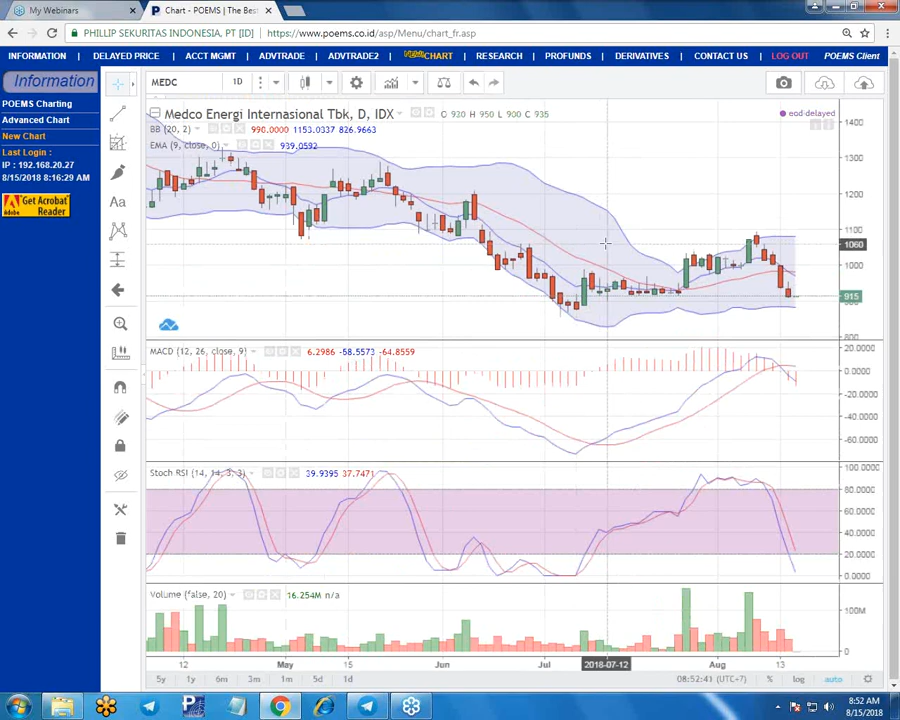 My Webinars
Chart - POEMS | The Bes
PHILLIP SEKURITAS INDONESIA, PT [ID]
https://www.poems.co.id/asp/Menu/chart_fr.asp
INFORMATION DELAYED PRICE ACCT MGMT ADVTRADE ADVTRADE2 CHART RESEARCH PROFUNDS DERIVATIVES CONTACT US LOG OUT POEMS Client
Information
POEMS Charting
Advanced Chart
New Chart
Last Login :
IP : 192.168.20.27
8/15/2018 8:16:29 AM
Get Acrobat
Reader
Adobe
MEDC 1D
Medco Energi Internasional Tbk, D, IDX O 920 H 950 L 900 C 935
eod delayed
BB (20, 2) 990.0000 1153.0337 826.9663
EMA (9, close, 0) 939.0592
1400
1300
1200
1100
1060
1000
915
800
MACD (12, 26, close, 9) 6.2986 -58.5573 -64.8559
20.0000
0.0000
-20.0000
-40.0000
-60.0000
Stoch RSI (14, 14, 3, 3) 39.9395 37.7471
100.0000
80.0000
60.0000
40.0000
20.0000
0.0000
Volume (false, 20) 16.254M n/a
100M
0
12 May 15 Jun Jul 2018-07-12 Aug 13
5y 1y 6m 3m 1m 5d 1d 08:52:41 (UTC+7) % log auto
Aa
8:52 AM
8/15/2018